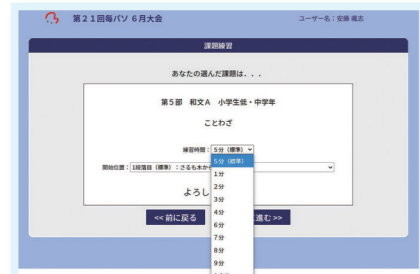 第２１回毎パソ ６月大会
ユーザー名：安藤 颯志
課題練習
あなたの選んだ課題は．．．
第５部 和文A 小学生低・中学年
ことわざ
練習時間： 5分（標準）
5分（標準）
1分
2分
3分
4分
6分
7分
8分
9分
開始位置： 1段落目（標準）：さるも木か
よろし
<< 前に戻る
進む >>